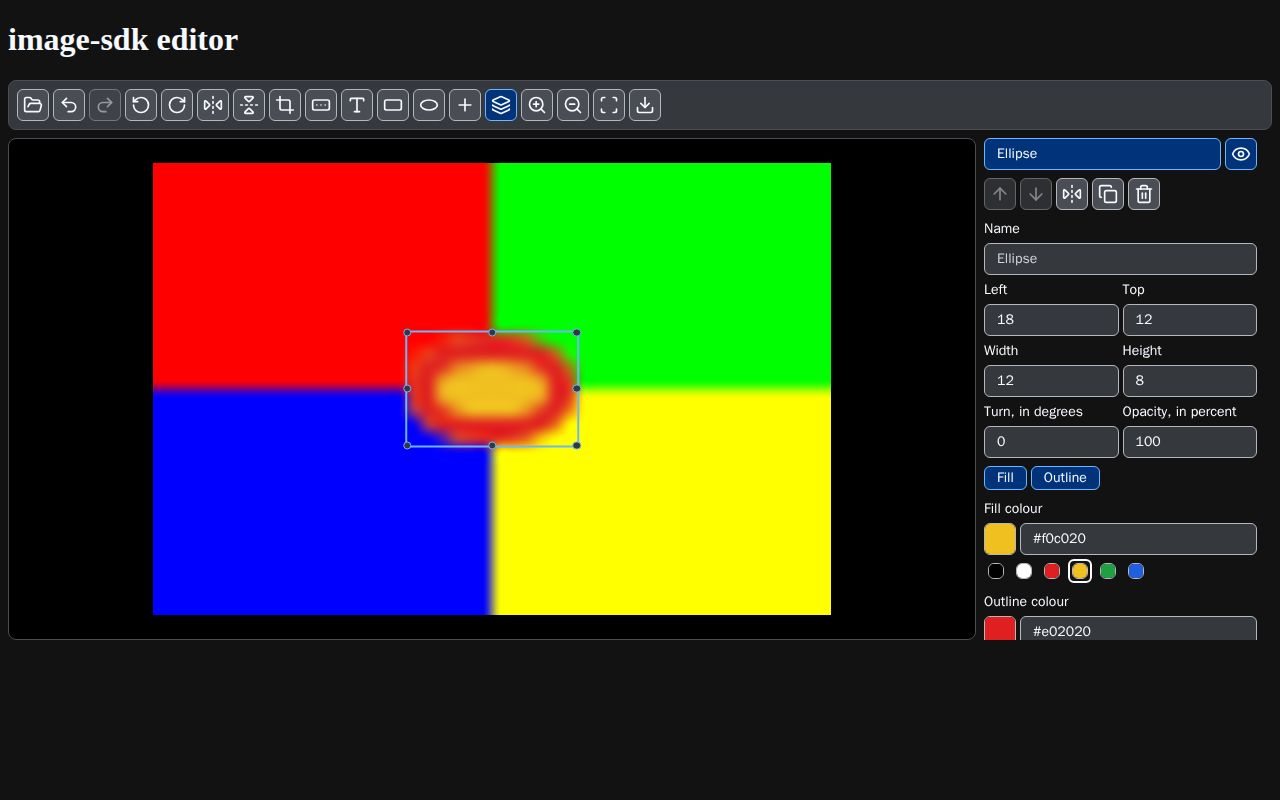 image-sdk editor
Ellipse
Name
Ellipse
Left Top
18 12
Width Height
12 8
Turn, in degrees Opacity, in percent
0 100
Fill Outline
Fill colour
#f0c020
Outline colour
#e02020